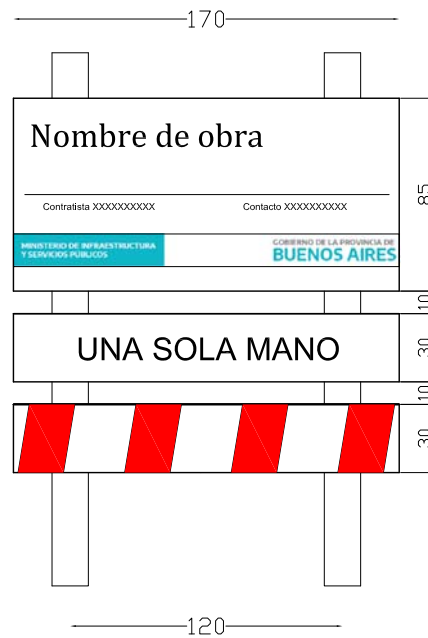 170
Nombre de obra
Contratista XXXXXXXXXX Contacto XXXXXXXXXX
MINISTERIO DE INFRAESTRUCTURA
Y SERVICIOS PÚBLICOS
GOBIERNO DE LA PROVINCIA DE
BUENOS AIRES
85
10
UNA SOLA MANO
30
10
30
120